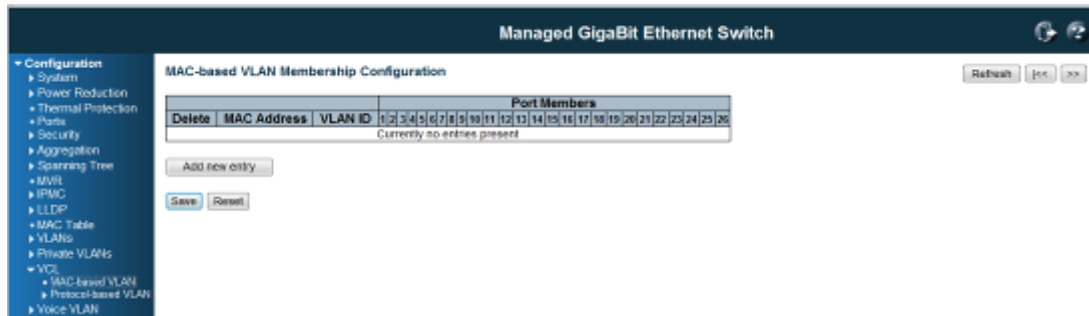 Managed GigaBit Ethernet Switch
Configuration
System
Power Reduction
Thermal Protection
Ports
Security
Aggregation
Spanning Tree
MVR
IPMC
LLDP
MAC Table
VLANs
Private VLANs
VCL
MAC-based VLAN
Protocol-based VLAN
Voice VLAN
MAC-based VLAN Membership Configuration
Refresh |<< >>
Port Members
Delete MAC Address VLAN ID 1 2 3 4 5 6 7 8 9 10 11 12 13 14 15 16 17 18 19 20 21 22 23 24 25 26
Currently no entries present
Add new entry
Save Reset